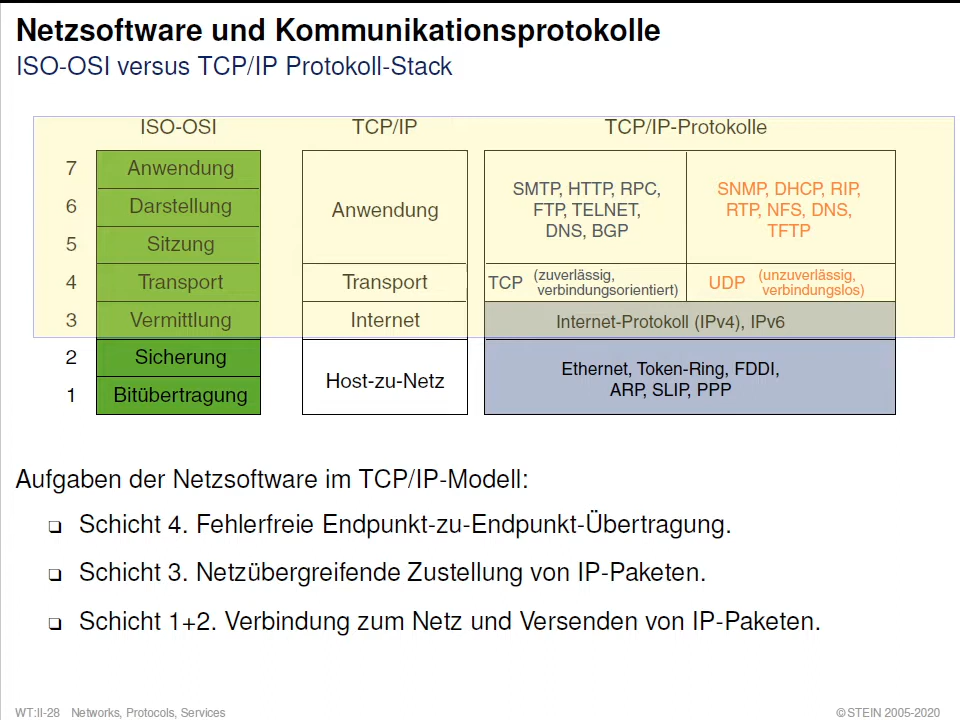 Netzsoftware und Kommunikationsprotokolle
ISO-OSI versus TCP/IP Protokoll-Stack
ISO-OSI TCP/IP TCP/IP-Protokolle
7 Anwendung
6 Darstellung
5 Sitzung
4 Transport
3 Vermittlung
2 Sicherung
1 Bitübertragung
Anwendung
Transport
Internet
Host-zu-Netz
SMTP, HTTP, RPC,
FTP, TELNET,
DNS, BGP
SNMP, DHCP, RIP,
RTP, NFS, DNS,
TFTP
TCP (zuverlässig,
verbindungsorientiert)
UDP (unzuverlässig,
verbindungslos)
Internet-Protokoll (IPv4), IPv6
Ethernet, Token-Ring, FDDI,
ARP, SLIP, PPP
Aufgaben der Netzsoftware im TCP/IP-Modell:
❑ Schicht 4. Fehlerfreie Endpunkt-zu-Endpunkt-Übertragung.
❑ Schicht 3. Netzübergreifende Zustellung von IP-Paketen.
❑ Schicht 1+2. Verbindung zum Netz und Versenden von IP-Paketen.
WT:II-28 Networks, Protocols, Services ©STEIN 2005-2020